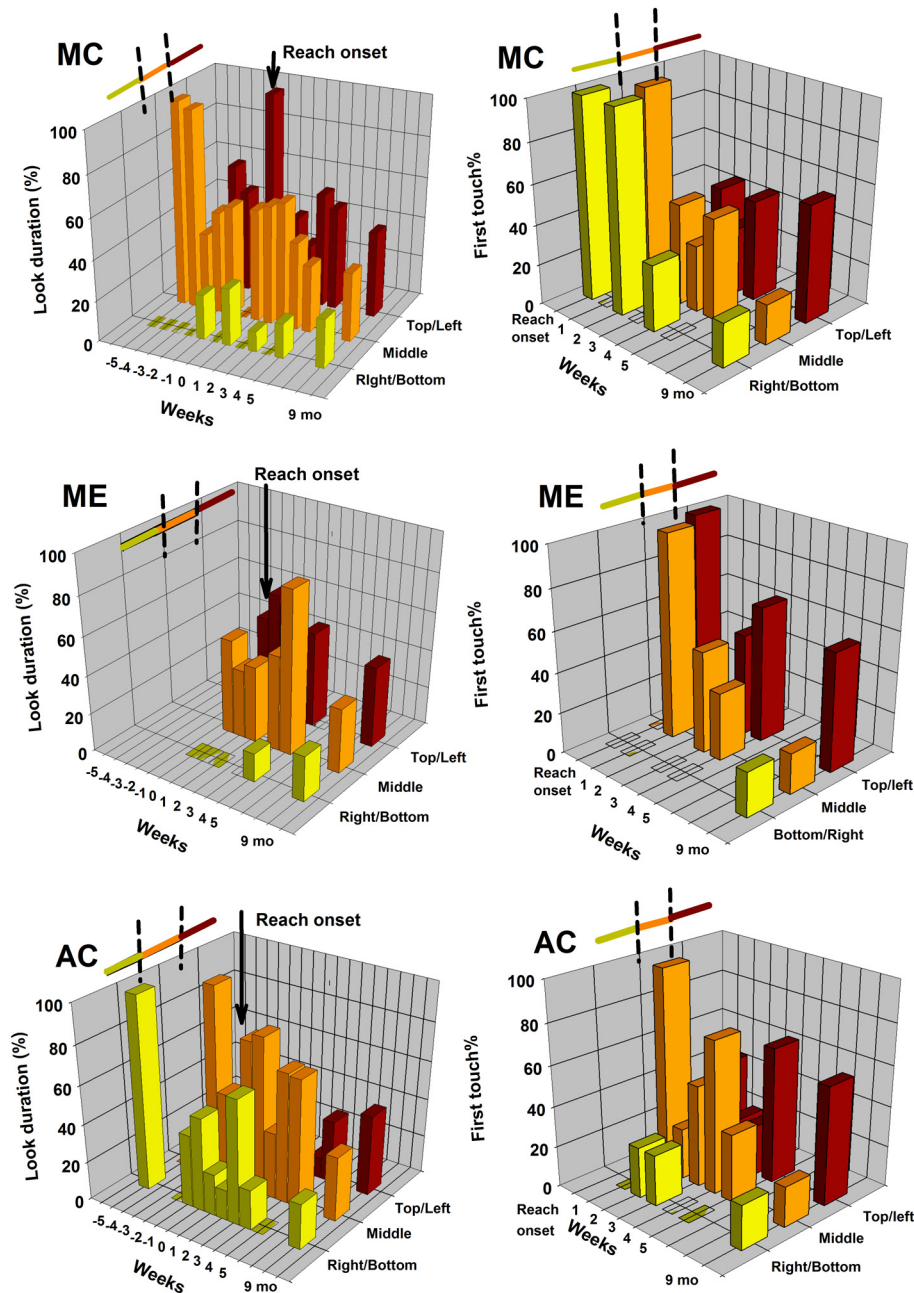 MC
Reach onset
Look duration (%)
100
80
60
40
20
0
-5
-4
-3
-2
-1
0
1
2
3
4
5
9 mo
Weeks
Top/Left
Middle
RIght/Bottom
MC
First touch%
100
80
60
40
20
0
Reach
onset
1
2
3
4
5
9 mo
Weeks
Top/Left
Middle
Right/Bottom
ME
Reach onset
Look duration (%)
100
80
60
40
20
0
-5
-4
-3
-2
-1
0
1
2
3
4
5
9 mo
Weeks
Top/Left
Middle
Right/Bottom
ME
First touch%
100
80
60
40
20
0
Reach
onset
1
2
3
4
5
9 mo
Weeks
Top/left
Middle
Bottom/Right
AC
Reach onset
Look duration (%)
100
80
60
40
20
0
-5
-4
-3
-2
-1
0
1
2
3
4
5
9 mo
Weeks
Top/Left
Middle
Right/Bottom
AC
First touch%
100
80
60
40
20
0
Reach
onset
1
2
3
4
5
9 mo
Weeks
Top/left
Middle
Right/Bottom